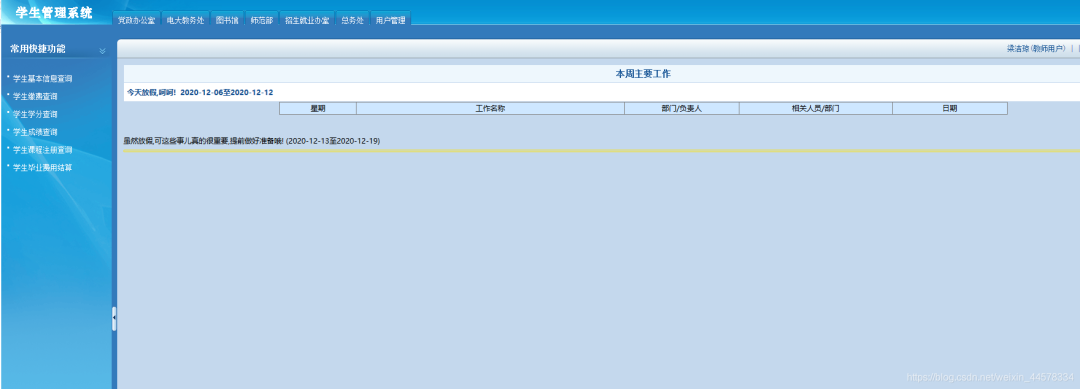 学生管理系统
党政办公室 电大教务处 图书馆 师范部 招生就业办室 总务处 用户管理
常用快捷功能
梁洁琼(教师用户) |
学生基本信息查询
学生缴费查询
学生学分查询
学生成绩查询
学生课程注册查询
学生毕业费用结算
本周主要工作
今天放假,呵呵! 2020-12-06至2020-12-12
星期 工作名称 部门/负责人 相关人员/部门 日期
虽然放假,可这些事儿真的很重要,提前做好准备哦! (2020-12-13至2020-12-19)
https://blog.csdn.net/weixin_44578334